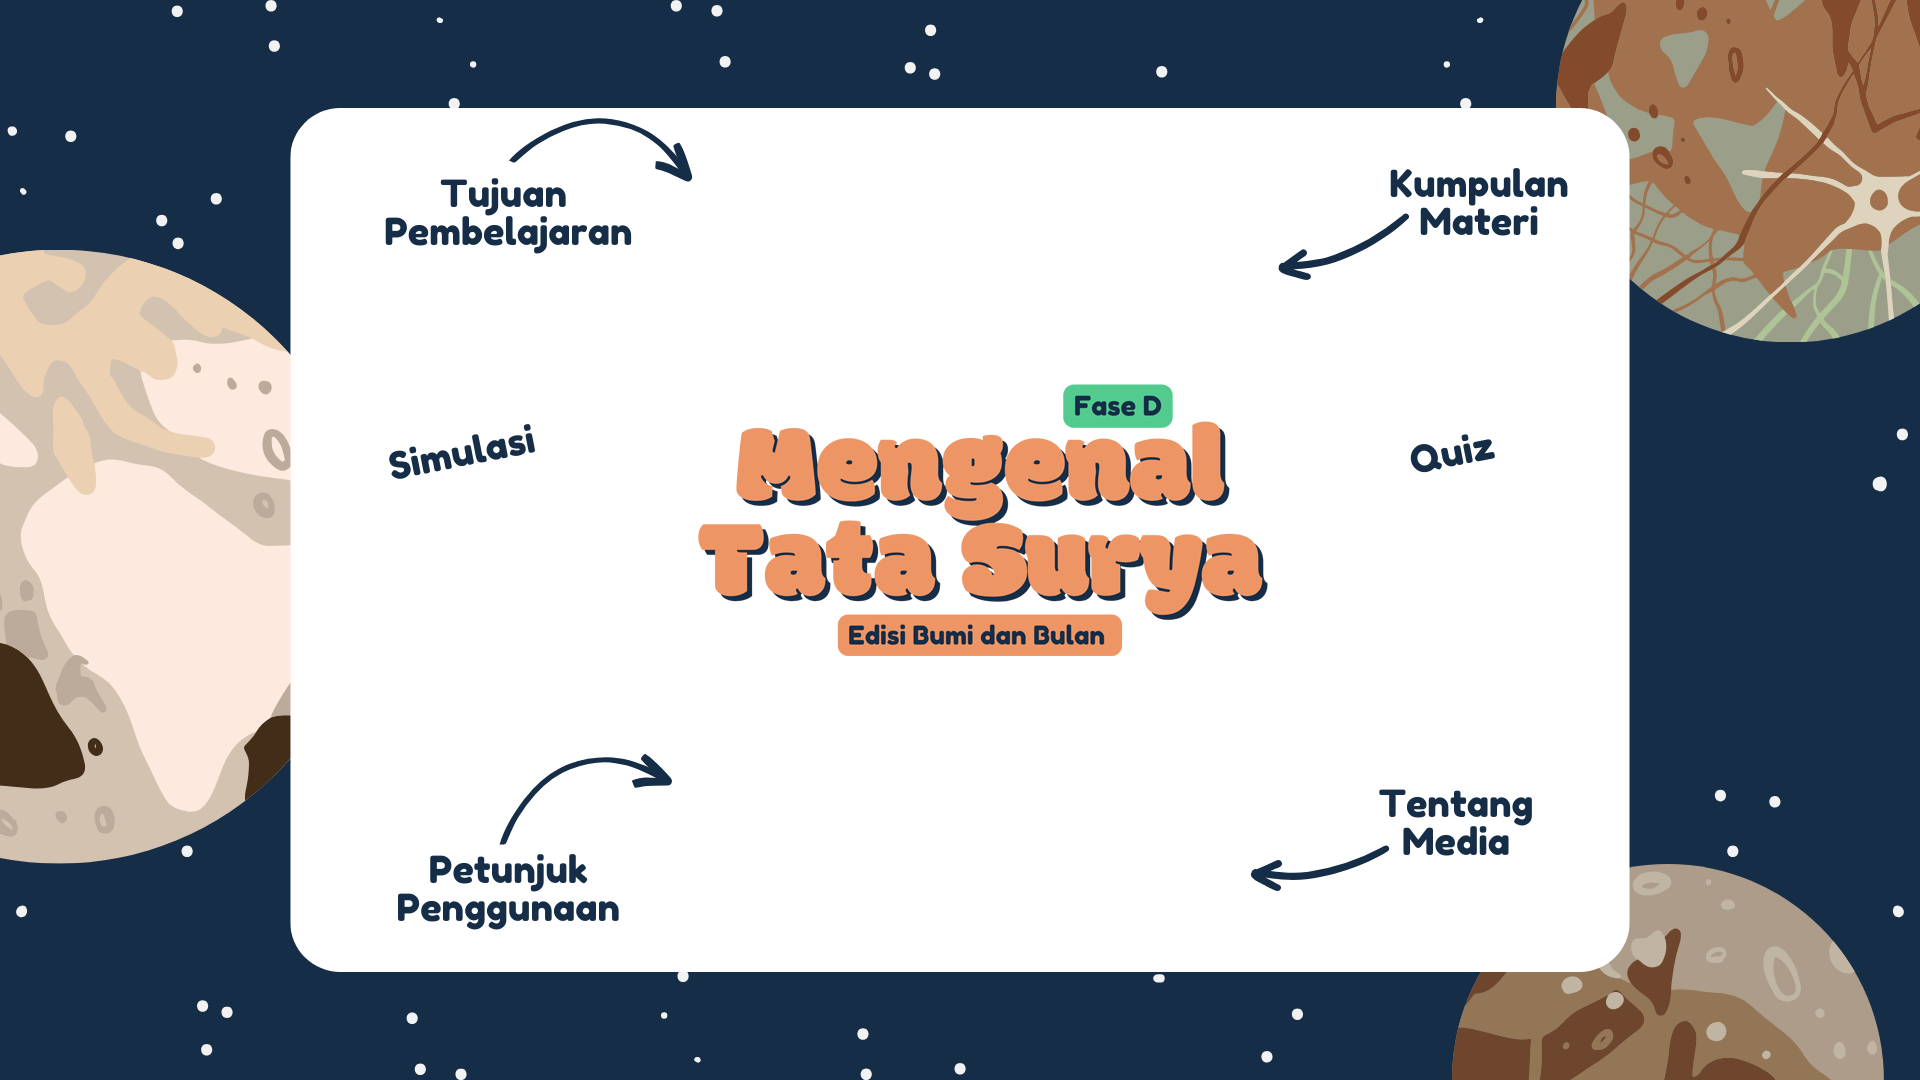 Tujuan
Pembelajaran
Kumpulan
Materi
Simulasi
Quiz
Fase D
Mengenal
Tata Surya
Edisi Bumi dan Bulan
Petunjuk
Penggunaan
Tentang
Media